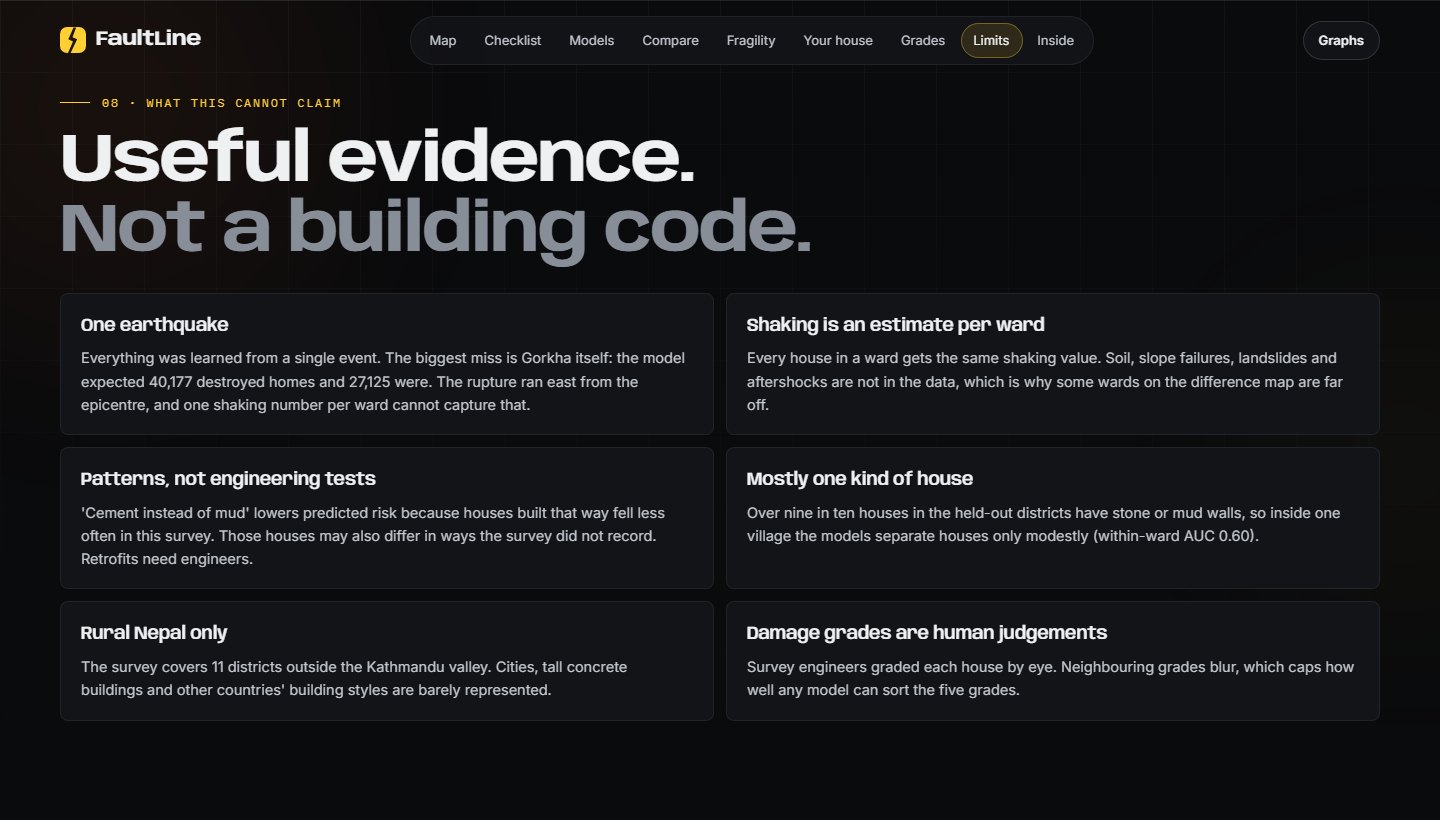 FaultLine
Map
Checklist
Models
Compare
Fragility
Your house
Grades
Limits
Inside
Graphs
08 · WHAT THIS CANNOT CLAIM
Useful evidence.
Not a building code.
One earthquake
Everything was learned from a single event. The biggest miss is Gorkha itself: the model
expected 40,177 destroyed homes and 27,125 were. The rupture ran east from the
epicentre, and one shaking number per ward cannot capture that.
Shaking is an estimate per ward
Every house in a ward gets the same shaking value. Soil, slope failures, landslides and
aftershocks are not in the data, which is why some wards on the difference map are far
off.
Patterns, not engineering tests
'Cement instead of mud' lowers predicted risk because houses built that way fell less
often in this survey. Those houses may also differ in ways the survey did not record.
Retrofits need engineers.
Mostly one kind of house
Over nine in ten houses in the held-out districts have stone or mud walls, so inside one
village the models separate houses only modestly (within-ward AUC 0.60).
Rural Nepal only
The survey covers 11 districts outside the Kathmandu valley. Cities, tall concrete
buildings and other countries' building styles are barely represented.
Damage grades are human judgements
Survey engineers graded each house by eye. Neighbouring grades blur, which caps how
well any model can sort the five grades.